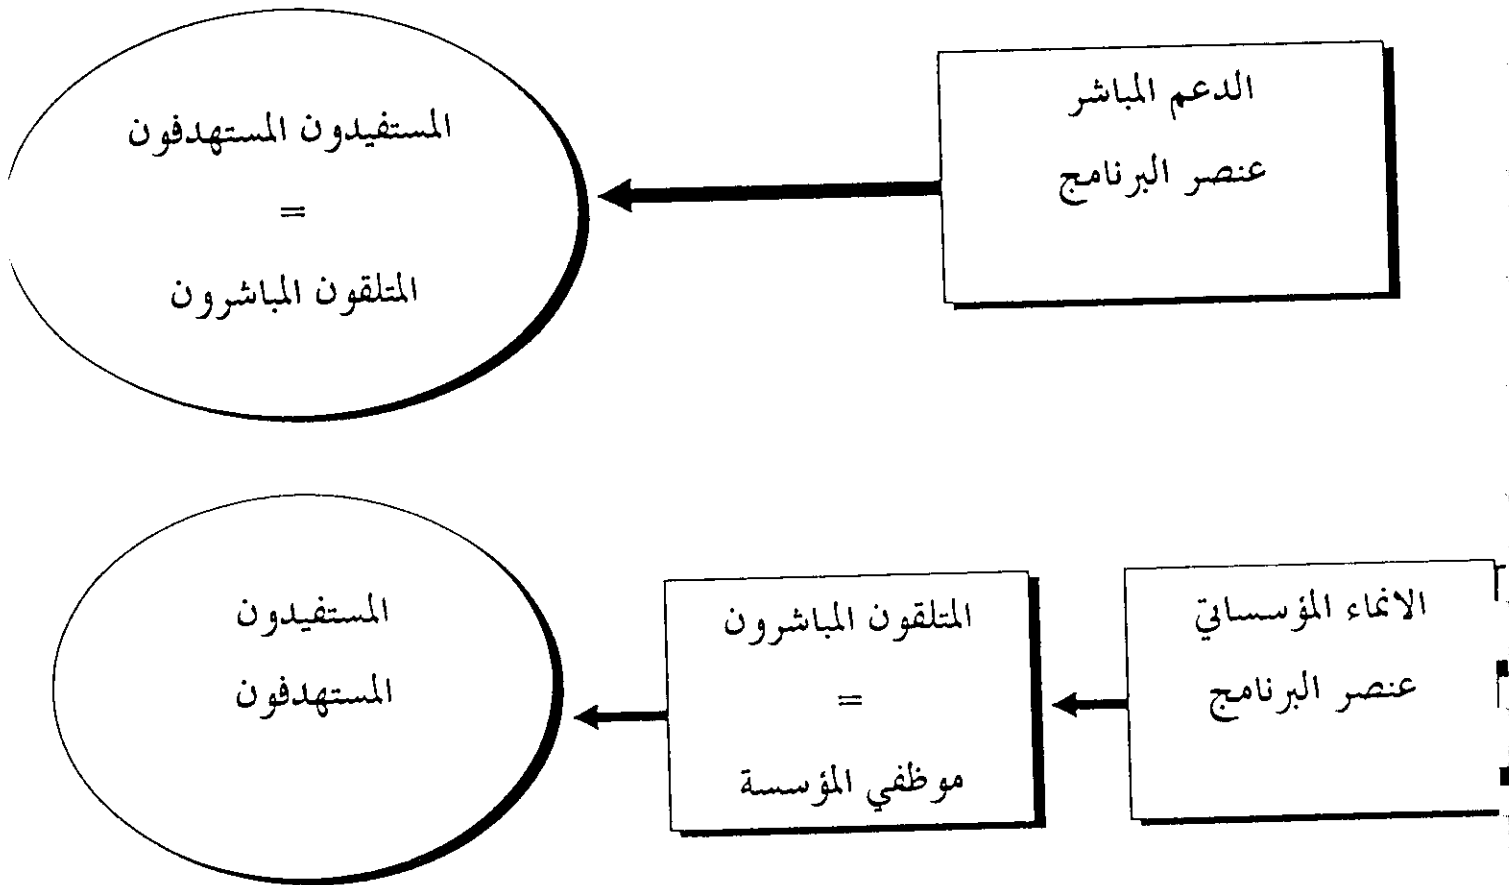 الدعم المباشر
عنصر البرنامج
المستفيدون المستهدفون
=
المتلقون المباشرون
الانماء المؤسساتي
عنصر البرنامج
المتلقون المباشرون
=
موظفي المؤسسة
المستفيدون
المستهدفون